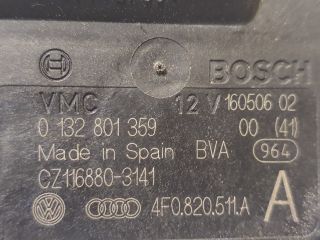 BOSCH
VMC 12 V 160506 02
0 132 801 359 00 (41)
Made in Spain BVA 964
CZ116880-3141
4F0.820.511.A A